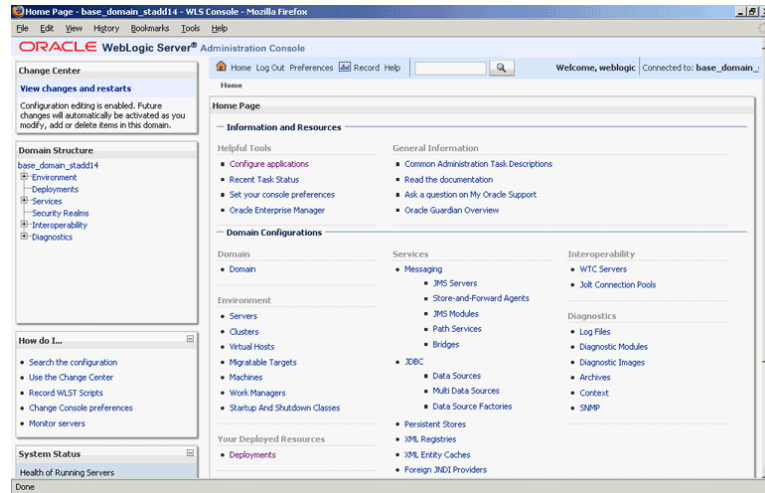 Home Page - base_domain_stadd14 - WLS Console - Mozilla Firefox
File Edit View History Bookmarks Tools Help
ORACLE WebLogic Server® Administration Console
Change Center
View changes and restarts
Configuration editing is enabled. Future
changes will automatically be activated as you
modify, add or delete items in this domain.
Domain Structure
base_domain_stadd14
Environment
Deployments
Services
Security Realms
Interoperability
Diagnostics
How do I...
Search the configuration
Use the Change Center
Record WLST Scripts
Change Console preferences
Monitor servers
System Status
Health of Running Servers
Home Log Out Preferences Record Help
Welcome, weblogic Connected to: base_domain_
Home
Home Page
Information and Resources
Helpful Tools
Configure applications
Recent Task Status
Set your console preferences
Oracle Enterprise Manager
General Information
Common Administration Task Descriptions
Read the documentation
Ask a question on My Oracle Support
Oracle Guardian Overview
Domain Configurations
Domain
Domain
Environment
Servers
Clusters
Virtual Hosts
Migratable Targets
Machines
Work Managers
Startup And Shutdown Classes
Your Deployed Resources
Deployments
Services
Messaging
JMS Servers
Store-and-Forward Agents
JMS Modules
Path Services
Bridges
JDBC
Data Sources
Multi Data Sources
Data Source Factories
Persistent Stores
XML Registries
XML Entity Caches
Foreign JNDI Providers
Interoperability
WTC Servers
Jolt Connection Pools
Diagnostics
Log Files
Diagnostic Modules
Diagnostic Images
Archives
Context
SNMP
Done